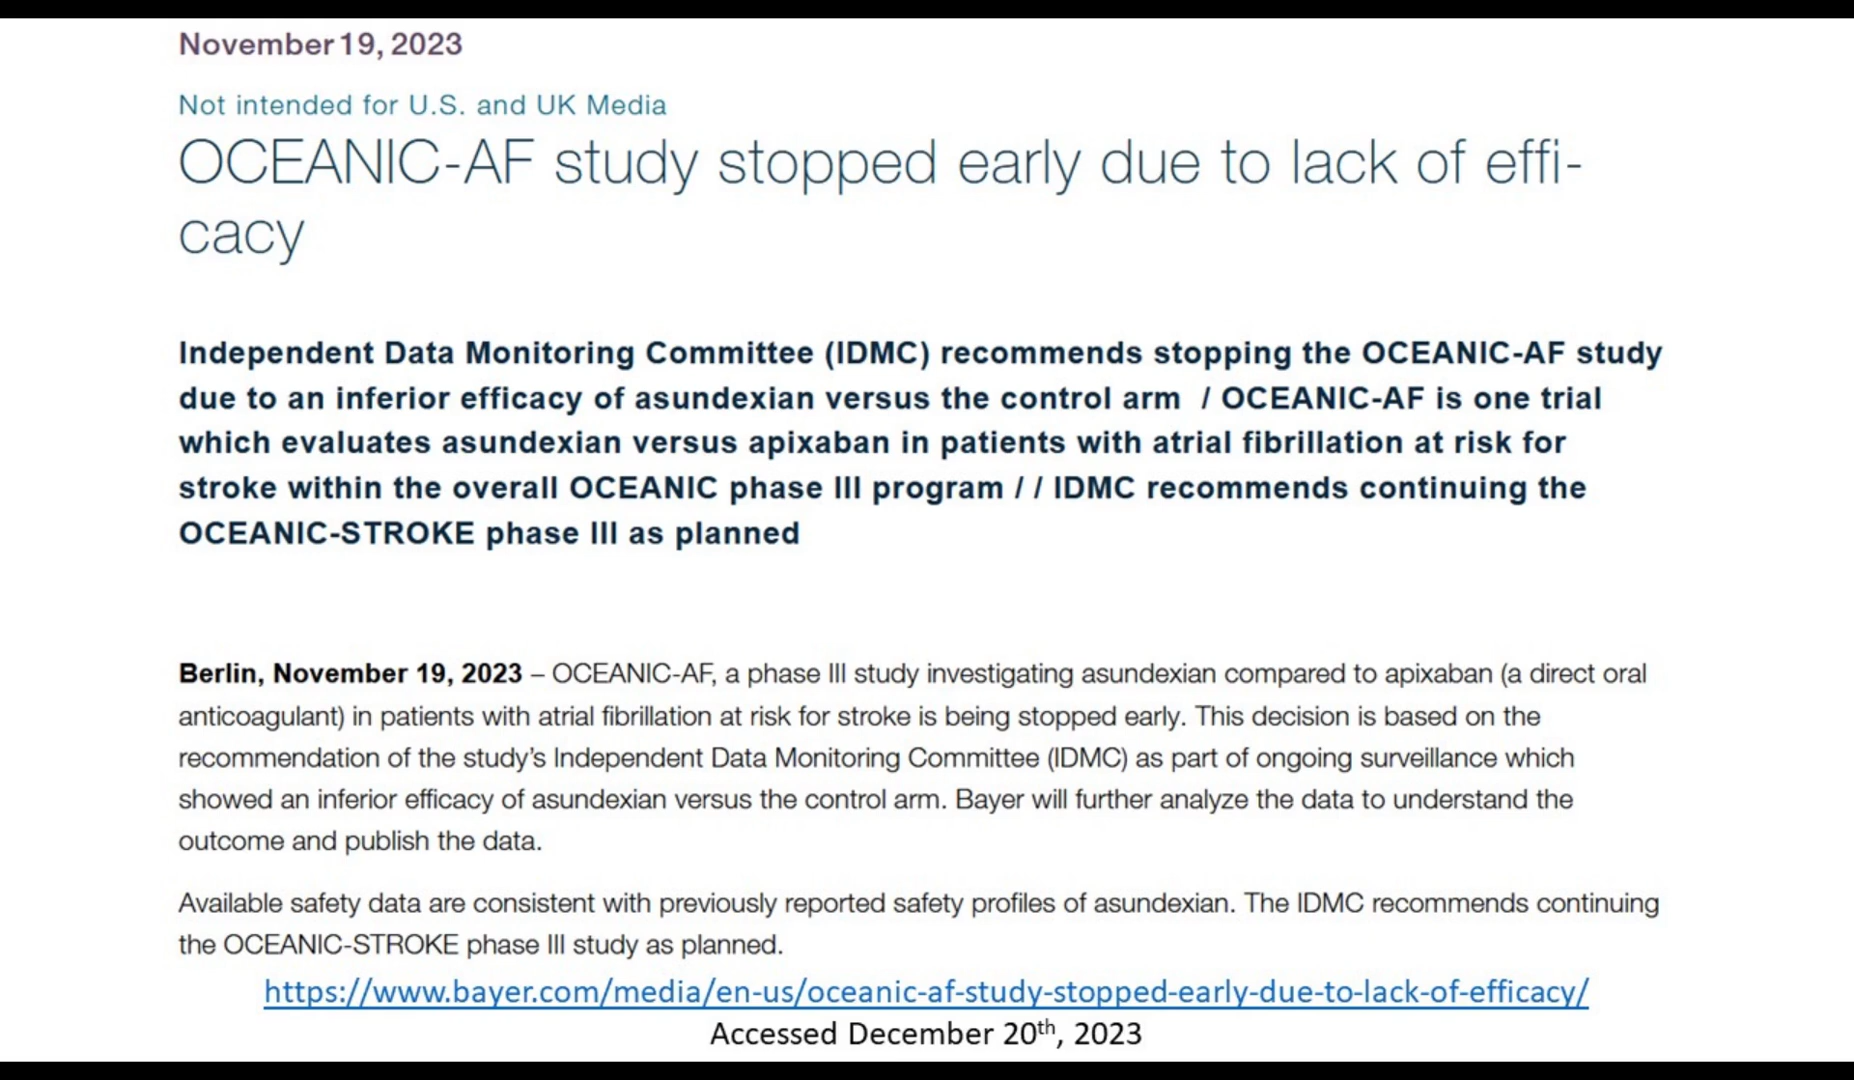 November 19, 2023
Not intended for U.S. and UK Media
OCEANIC-AF study stopped early due to lack of effi-
cacy
Independent Data Monitoring Committee (IDMC) recommends stopping the OCEANIC-AF study
due to an inferior efficacy of asundexian versus the control arm / OCEANIC-AF is one trial
which evaluates asundexian versus apixaban in patients with atrial fibrillation at risk for
stroke within the overall OCEANIC phase III program / / IDMC recommends continuing the
OCEANIC-STROKE phase III as planned
Berlin, November 19, 2023 – OCEANIC-AF, a phase III study investigating asundexian compared to apixaban (a direct oral
anticoagulant) in patients with atrial fibrillation at risk for stroke is being stopped early. This decision is based on the
recommendation of the study’s Independent Data Monitoring Committee (IDMC) as part of ongoing surveillance which
showed an inferior efficacy of asundexian versus the control arm. Bayer will further analyze the data to understand the
outcome and publish the data.
Available safety data are consistent with previously reported safety profiles of asundexian. The IDMC recommends continuing
the OCEANIC-STROKE phase III study as planned.
https://www.bayer.com/media/en-us/oceanic-af-study-stopped-early-due-to-lack-of-efficacy/
Accessed December 20th, 2023